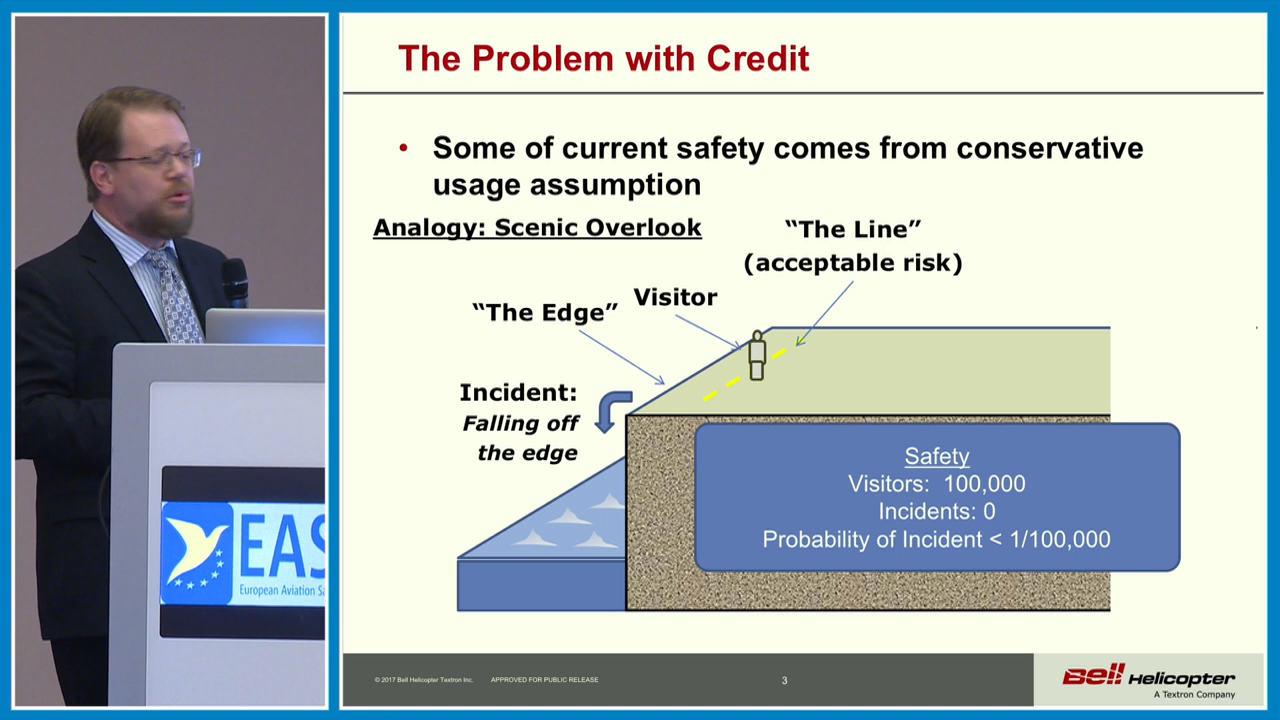 The Problem with Credit
• Some of current safety comes from conservative
usage assumption
Analogy: Scenic Overlook
“The Line”
(acceptable risk)
“The Edge”
Visitor
Incident:
Falling off
the edge
Safety
Visitors: 100,000
Incidents: 0
Probability of Incident < 1/100,000
EAS
European Aviation Sa
© 2017 Bell Helicopter Textron Inc.
APPROVED FOR PUBLIC RELEASE
3
Bell Helicopter
A Textron Company